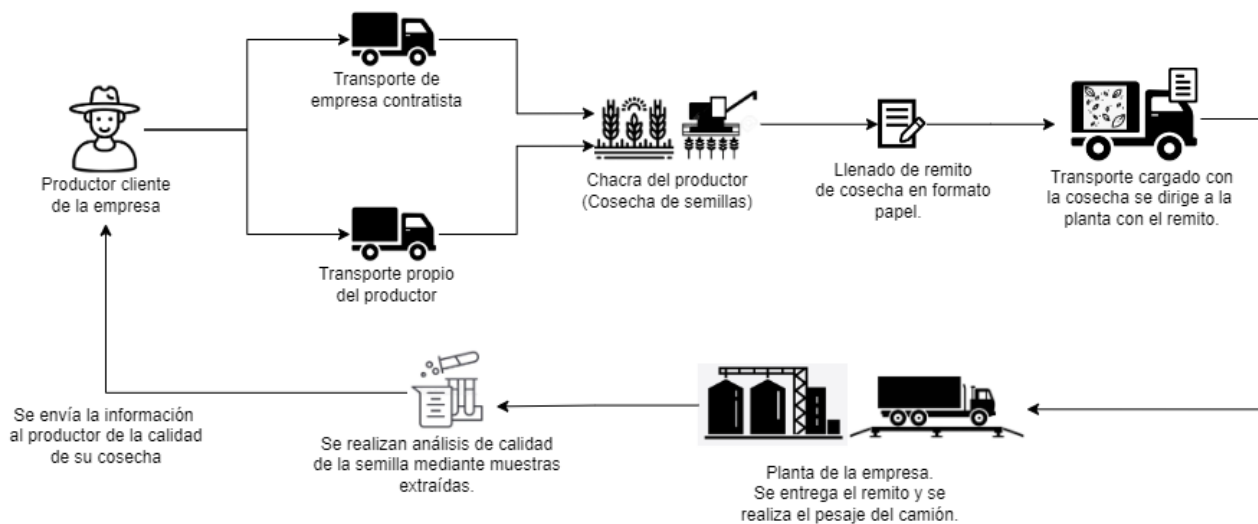 Transporte de
empresa contratista
Productor cliente
de la empresa
Transporte propio
del productor
Chacra del productor
(Cosecha de semillas)
Llenado de remito
de cosecha en formato
papel.
Transporte cargado con
la cosecha se dirige a la
planta con el remito.
Planta de la empresa.
Se entrega el remito y se
realiza el pesaje del camión.
Se realizan análisis de calidad
de la semilla mediante muestras
extraídas.
Se envía la información
al productor de la calidad
de su cosecha